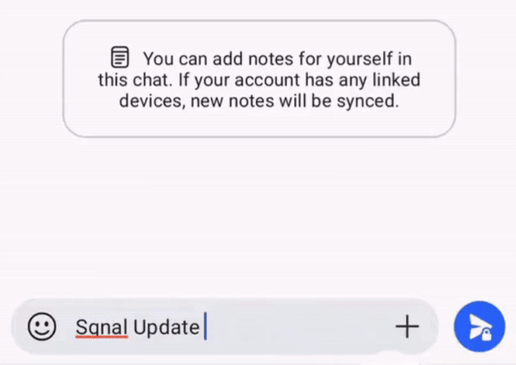 You can add notes for yourself in
this chat. If your account has any linked
devices, new notes will be synced.
Sqnal Update